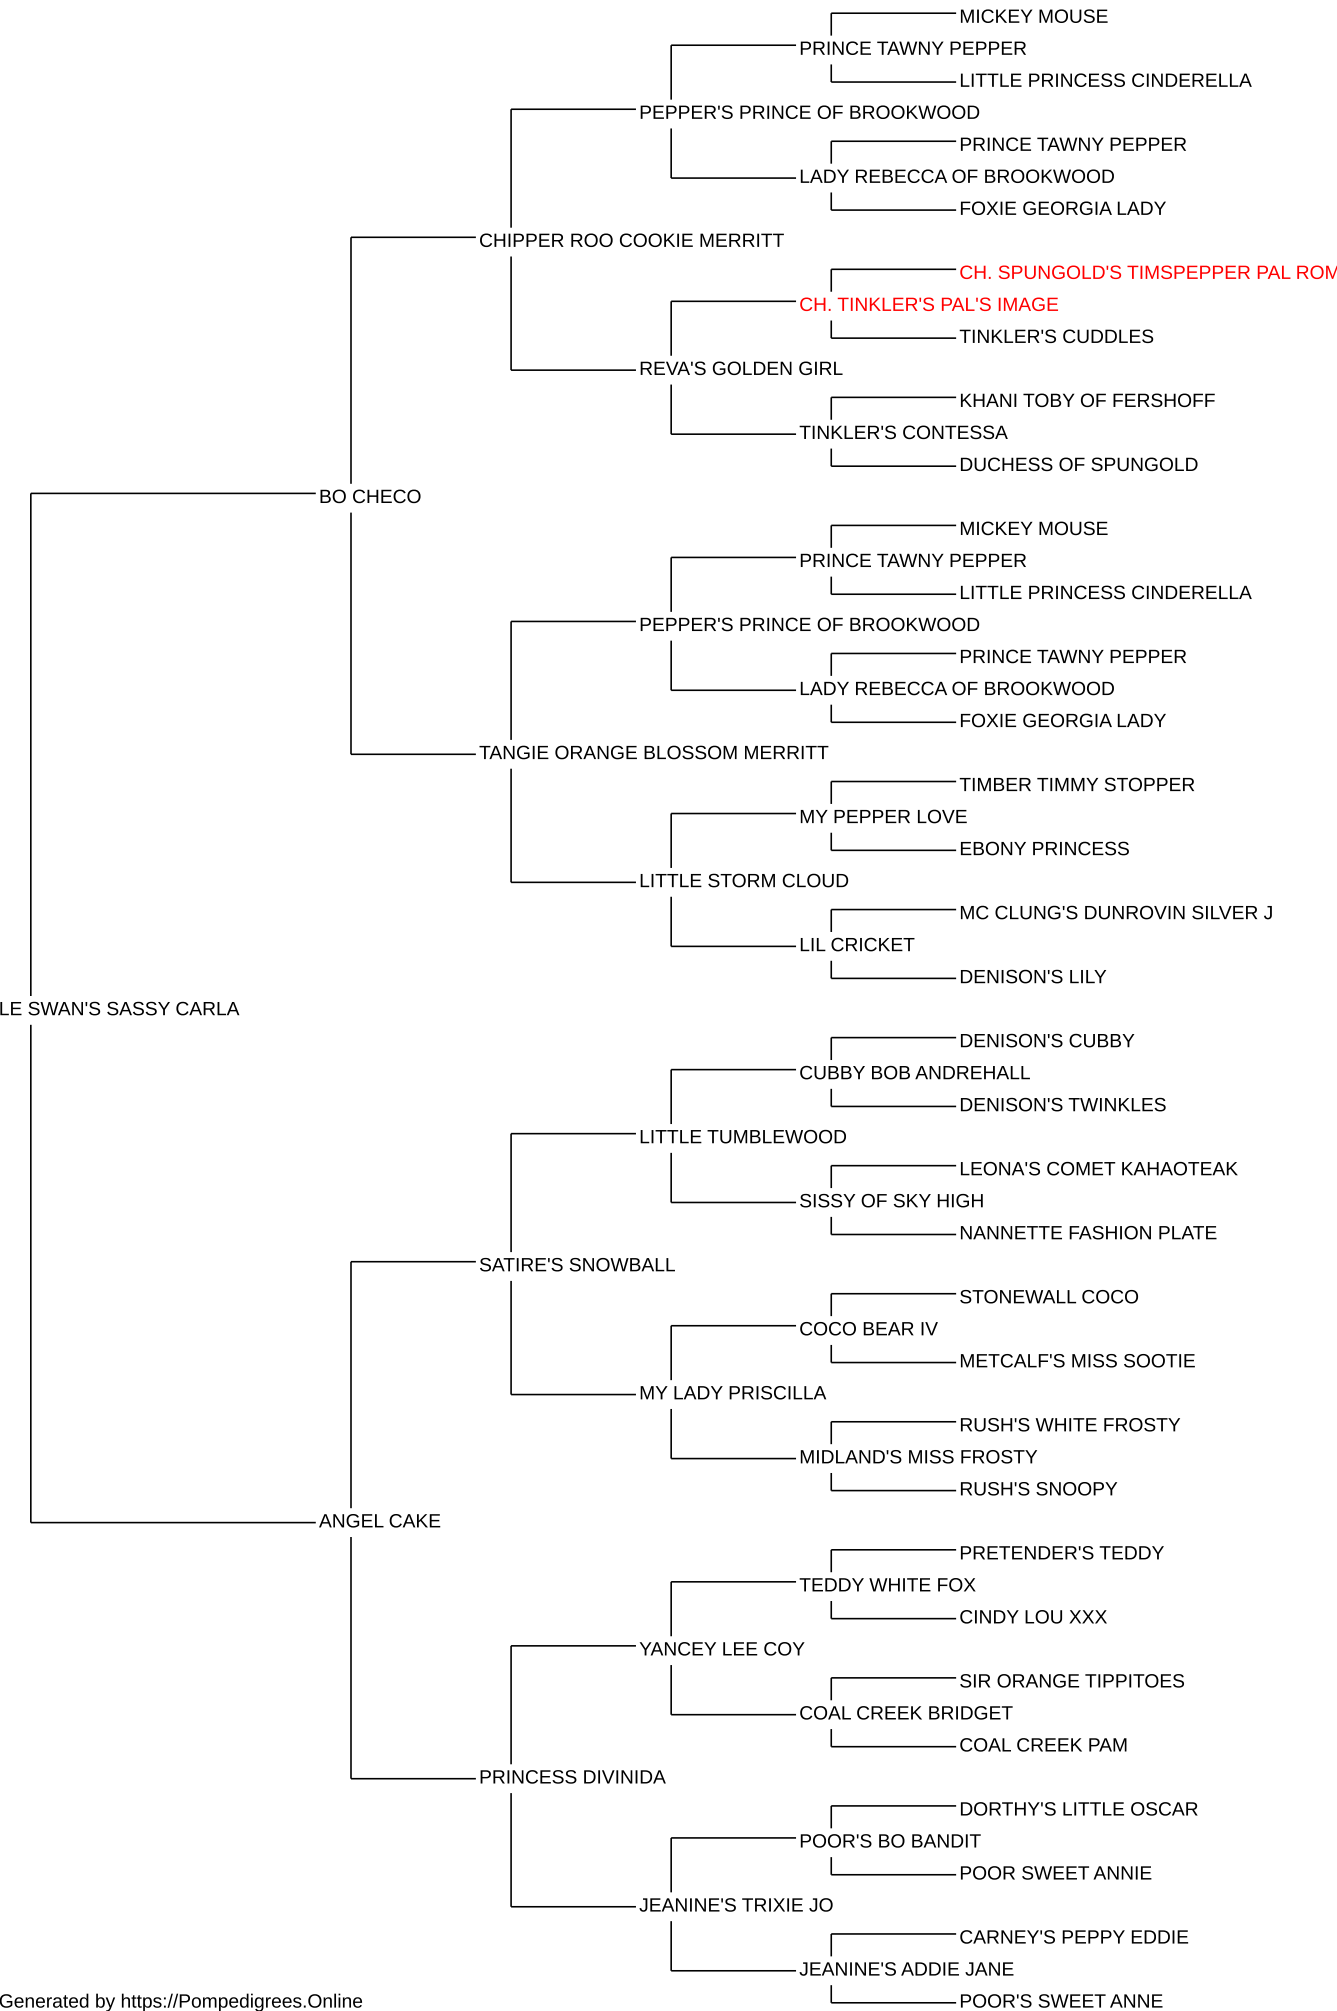 MICKEY MOUSE
PRINCE TAWNY PEPPER
LITTLE PRINCESS CINDERELLA
PEPPER'S PRINCE OF BROOKWOOD
PRINCE TAWNY PEPPER
LADY REBECCA OF BROOKWOOD
FOXIE GEORGIA LADY
CHIPPER ROO COOKIE MERRITT
CH. SPUNGOLD'S TIMSPEPPER PAL ROM
CH. TINKLER'S PAL'S IMAGE
TINKLER'S CUDDLES
REVA'S GOLDEN GIRL
KHANI TOBY OF FERSHOFF
TINKLER'S CONTESSA
DUCHESS OF SPUNGOLD
BO CHECO
MICKEY MOUSE
PRINCE TAWNY PEPPER
LITTLE PRINCESS CINDERELLA
PEPPER'S PRINCE OF BROOKWOOD
PRINCE TAWNY PEPPER
LADY REBECCA OF BROOKWOOD
FOXIE GEORGIA LADY
TANGIE ORANGE BLOSSOM MERRITT
TIMBER TIMMY STOPPER
MY PEPPER LOVE
EBONY PRINCESS
LITTLE STORM CLOUD
MC CLUNG'S DUNROVIN SILVER J
LIL CRICKET
DENISON'S LILY
LE SWAN'S SASSY CARLA
DENISON'S CUBBY
CUBBY BOB ANDREHALL
DENISON'S TWINKLES
LITTLE TUMBLEWOOD
LEONA'S COMET KAHAOTEAK
SISSY OF SKY HIGH
NANNETTE FASHION PLATE
SATIRE'S SNOWBALL
STONEWALL COCO
COCO BEAR IV
METCALF'S MISS SOOTIE
MY LADY PRISCILLA
RUSH'S WHITE FROSTY
MIDLAND'S MISS FROSTY
RUSH'S SNOOPY
ANGEL CAKE
PRETENDER'S TEDDY
TEDDY WHITE FOX
CINDY LOU XXX
YANCEY LEE COY
SIR ORANGE TIPPITOES
COAL CREEK BRIDGET
COAL CREEK PAM
PRINCESS DIVINIDA
DORTHY'S LITTLE OSCAR
POOR'S BO BANDIT
POOR SWEET ANNIE
JEANINE'S TRIXIE JO
CARNEY'S PEPPY EDDIE
JEANINE'S ADDIE JANE
POOR'S SWEET ANNE
Generated by https://Pompedigrees.Online